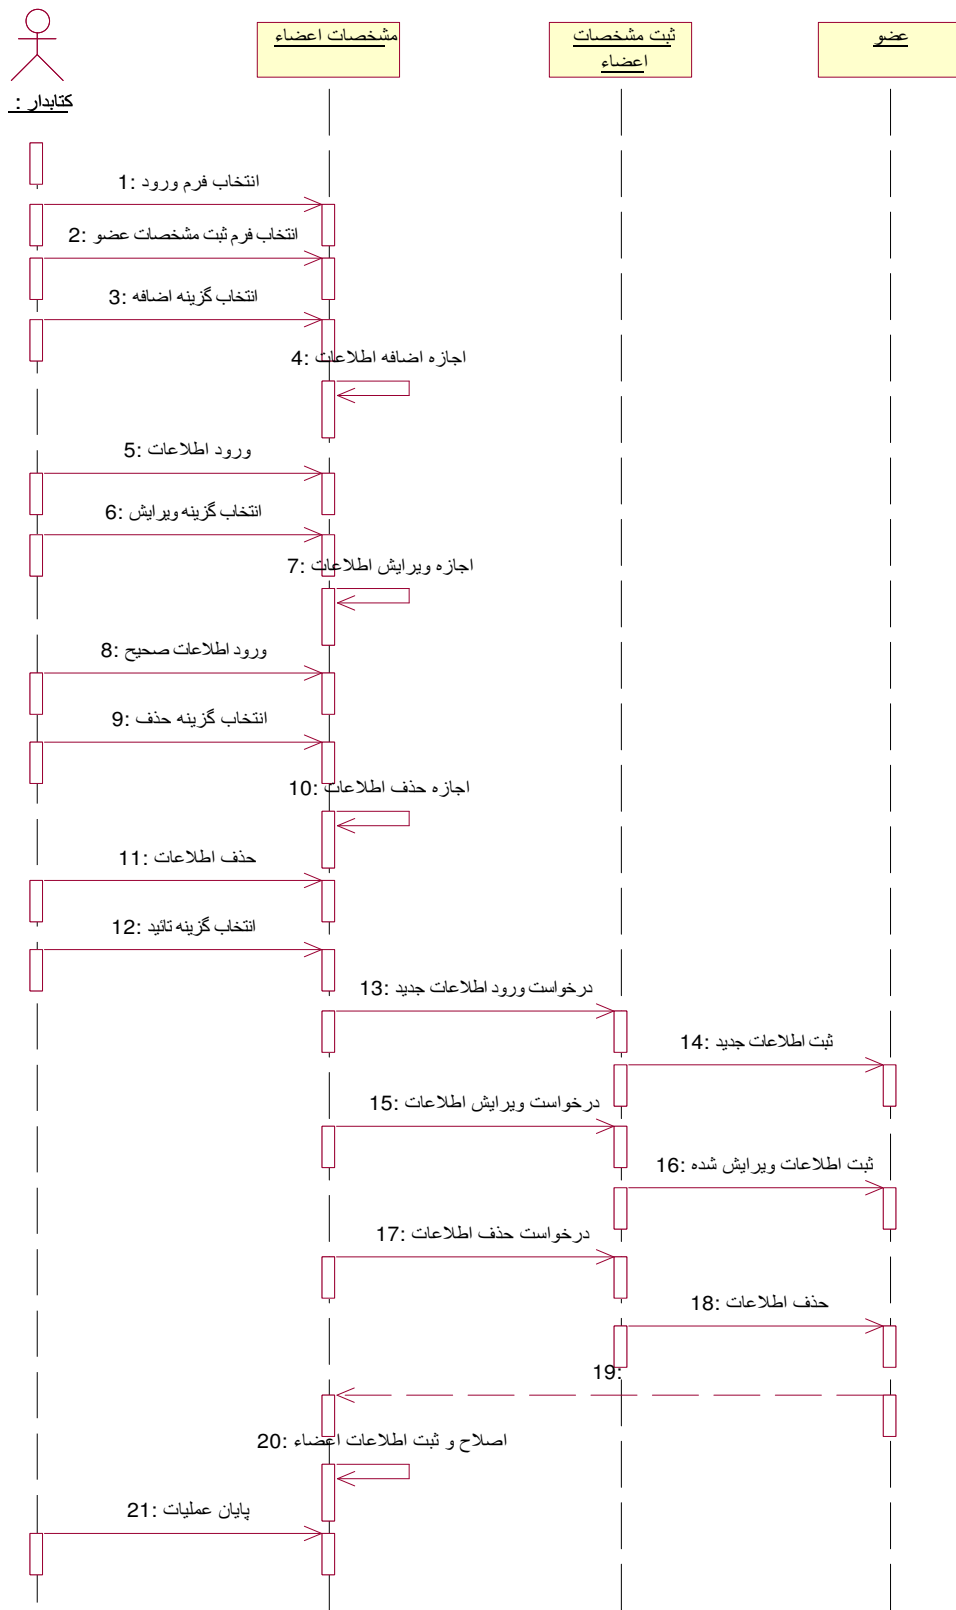 مشخصات اعضاء
ثبت مشخصات
اعضاء
عضو
کتابدار :
1: انتخاب فرم ورود
2: انتخاب فرم ثبت مشخصات عضو
3: انتخاب گزینه اضافه
4: اجازه اضافه اطلاعات
5: ورود اطلاعات
6: انتخاب گزینه ویرایش
7: اجازه ویرایش اطلاعات
8: ورود اطلاعات صحیح
9: انتخاب گزینه حذف
10: اجازه حذف اطلاعات
11: حذف اطلاعات
12: انتخاب گزینه تائید
13: درخواست ورود اطلاعات جدید
14: ثبت اطلاعات جدید
15: درخواست ویرایش اطلاعات
16: ثبت اطلاعات ویرایش شده
17: درخواست حذف اطلاعات
18: حذف اطلاعات
19:
20: اصلاح و ثبت اطلاعات اعضاء
21: پایان عملیات